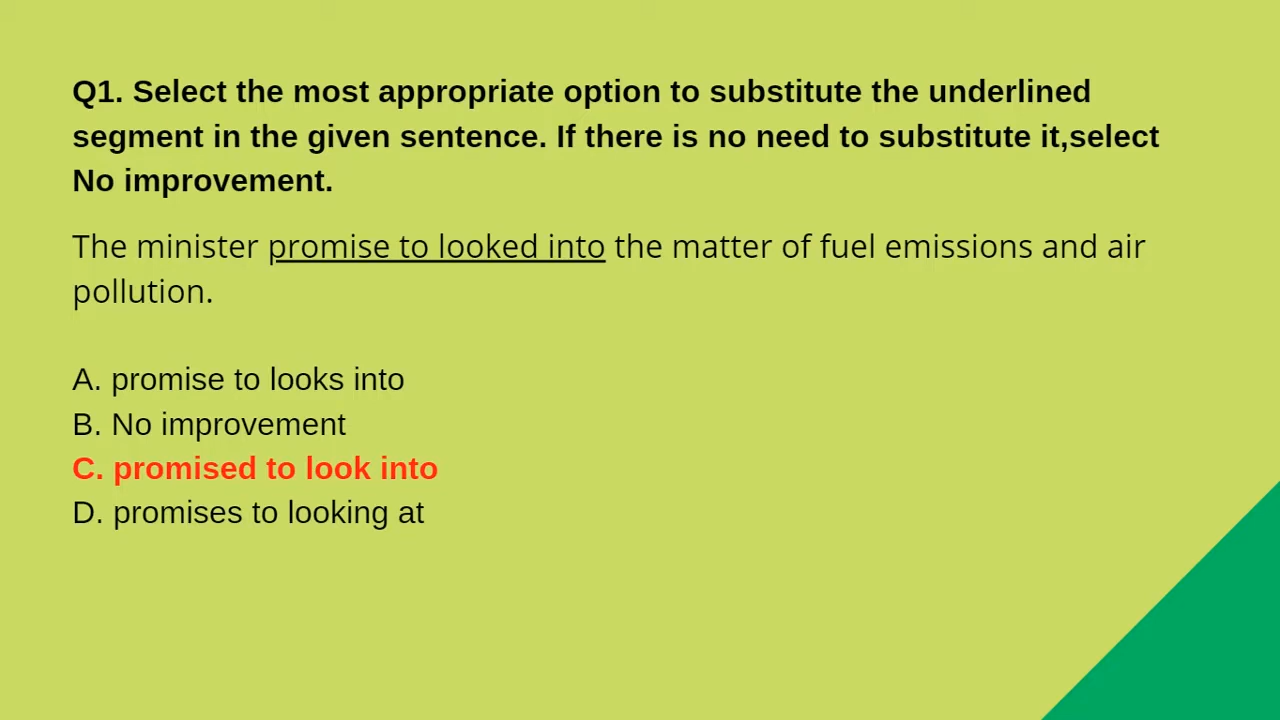 Q1. Select the most appropriate option to substitute the underlined
segment in the given sentence. If there is no need to substitute it,select
No improvement.
The minister promise to looked into the matter of fuel emissions and air
pollution.
A. promise to looks into
B. No improvement
C. promised to look into
D. promises to looking at